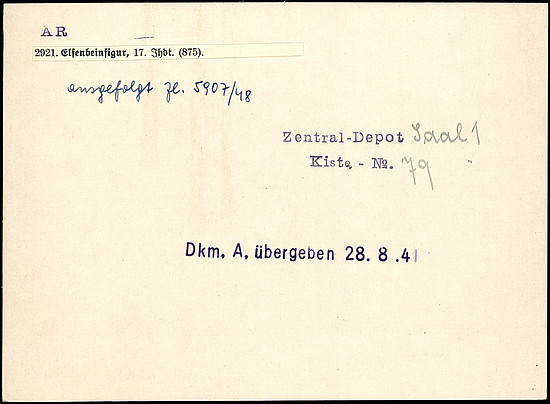 AR
2921. Elfenbeinfigur, 17. Jhdt. (875).
ausgefolgt Zl. 5907/48
Zentral-Depot Saal 1
Kiste - No. 79
Dkm. A. übergeben 28. 8. 41